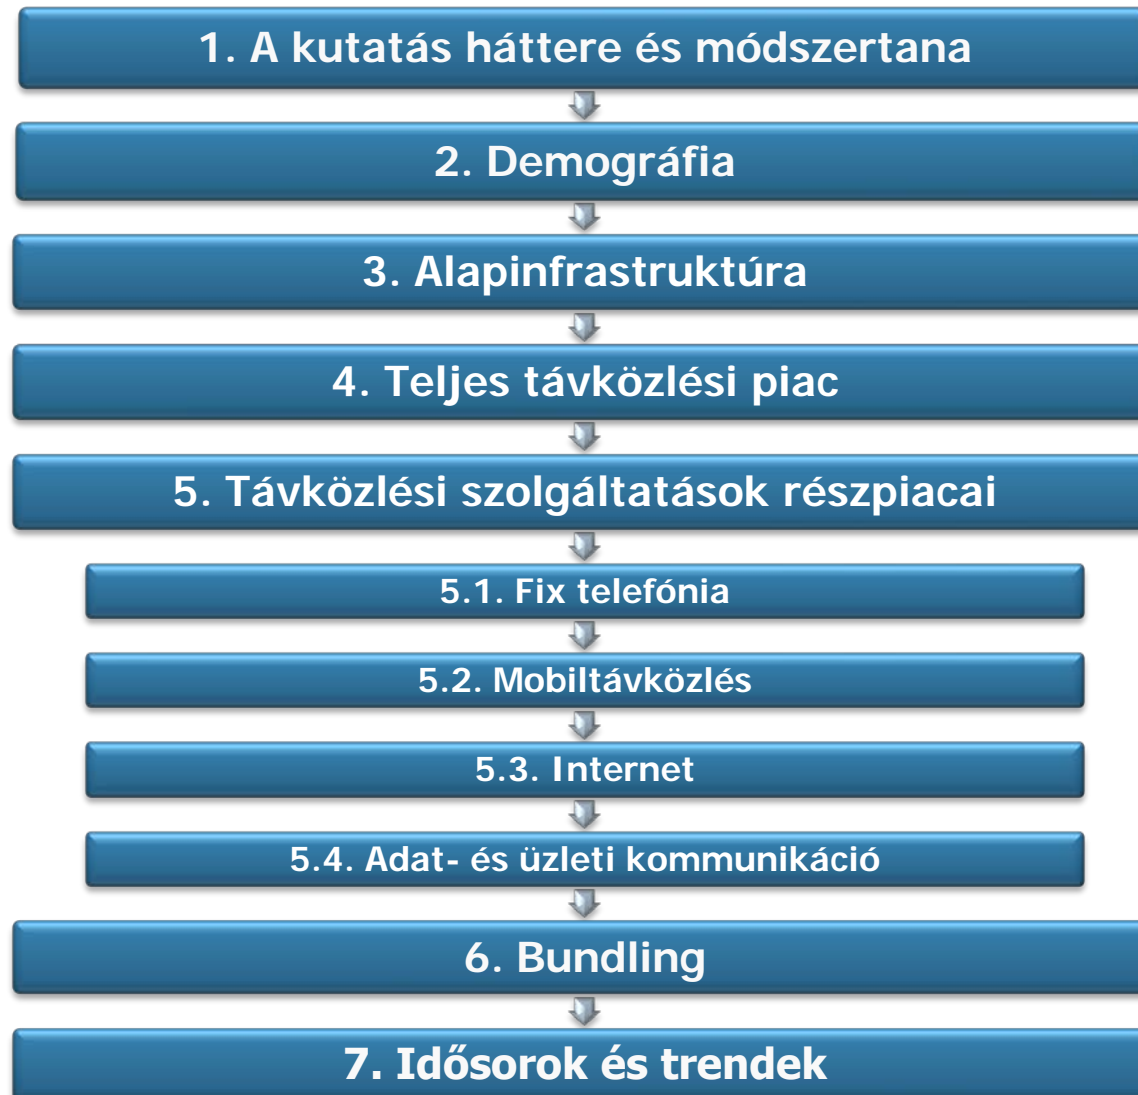 1. A kutatás háttere és módszertana
2. Demográfia
3. Alapinfrastruktúra
4. Teljes távközlési piac
5. Távközlési szolgáltatások részpiacai
5.1. Fix telefónia
5.2. Mobiltávközlés
5.3. Internet
5.4. Adat- és üzleti kommunikáció
6. Bundling
7. Idősorok és trendek